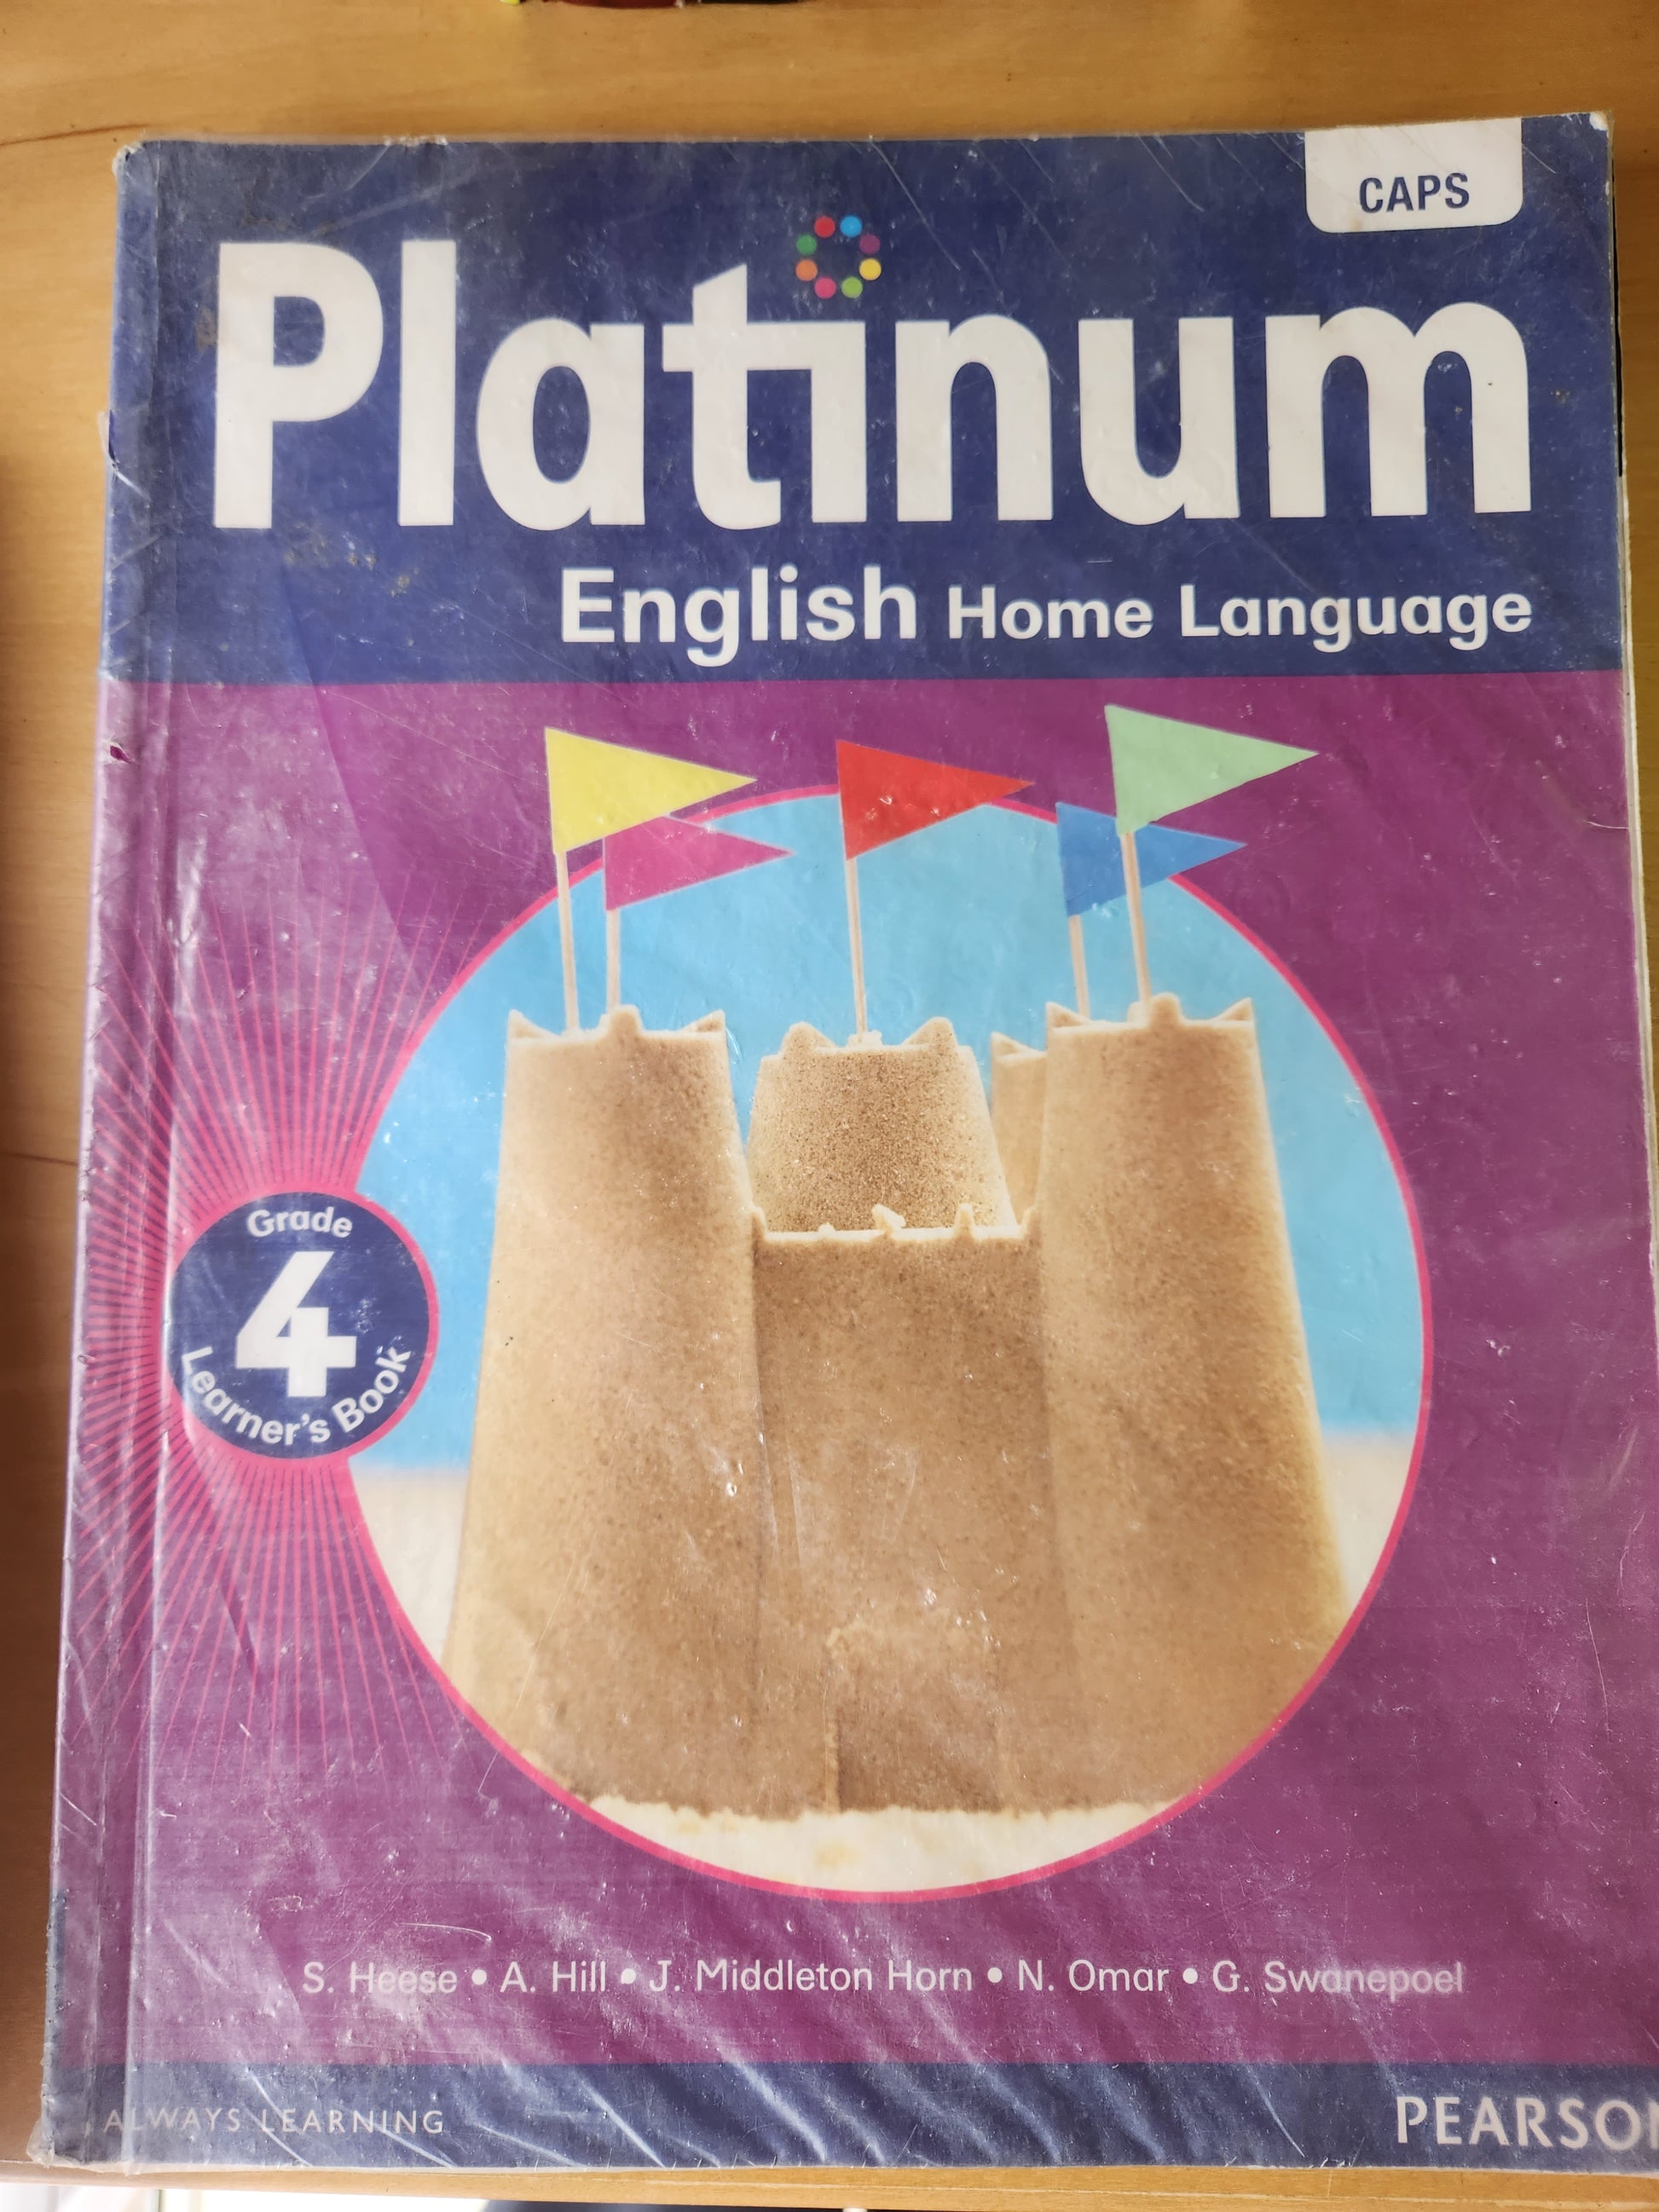 CAPS
Platinum
English Home Language
Grade
4
Learner's Book
S. Heese • A. Hill • J. Middleton Horn • N. Omar • G. Swanepoel
ALWAYS LEARNING
PEARSON